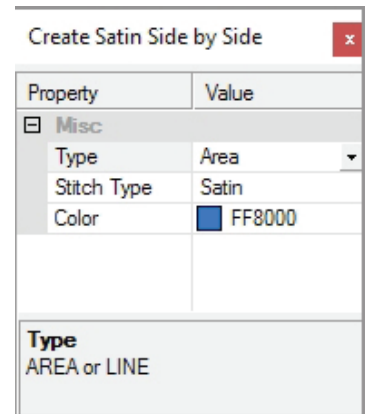 Create Satin Side by Side x
Property Value
Misc
Type Area
Stitch Type Satin
Color FF8000
Type
AREA or LINE